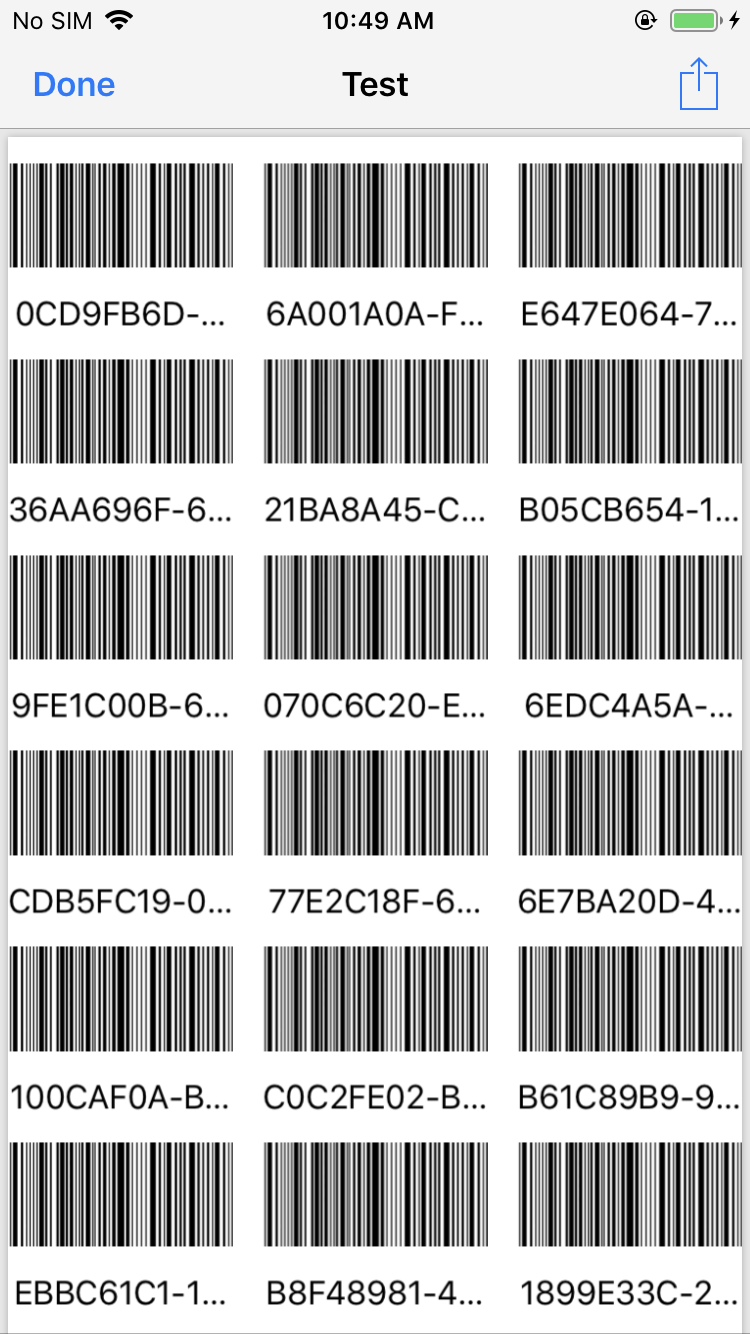 No SIM 10:49 AM
Done Test
0CD9FB6D-... 6A001A0A-F... E647E064-7...
36AA696F-6... 21BA8A45-C... B05CB654-1...
9FE1C00B-6... 070C6C20-E... 6EDC4A5A-...
CDB5FC19-0... 77E2C18F-6... 6E7BA20D-4...
100CAF0A-B... C0C2FE02-B... B61C89B9-9...
EBBC61C1-1... B8F48981-4... 1899E33C-2...